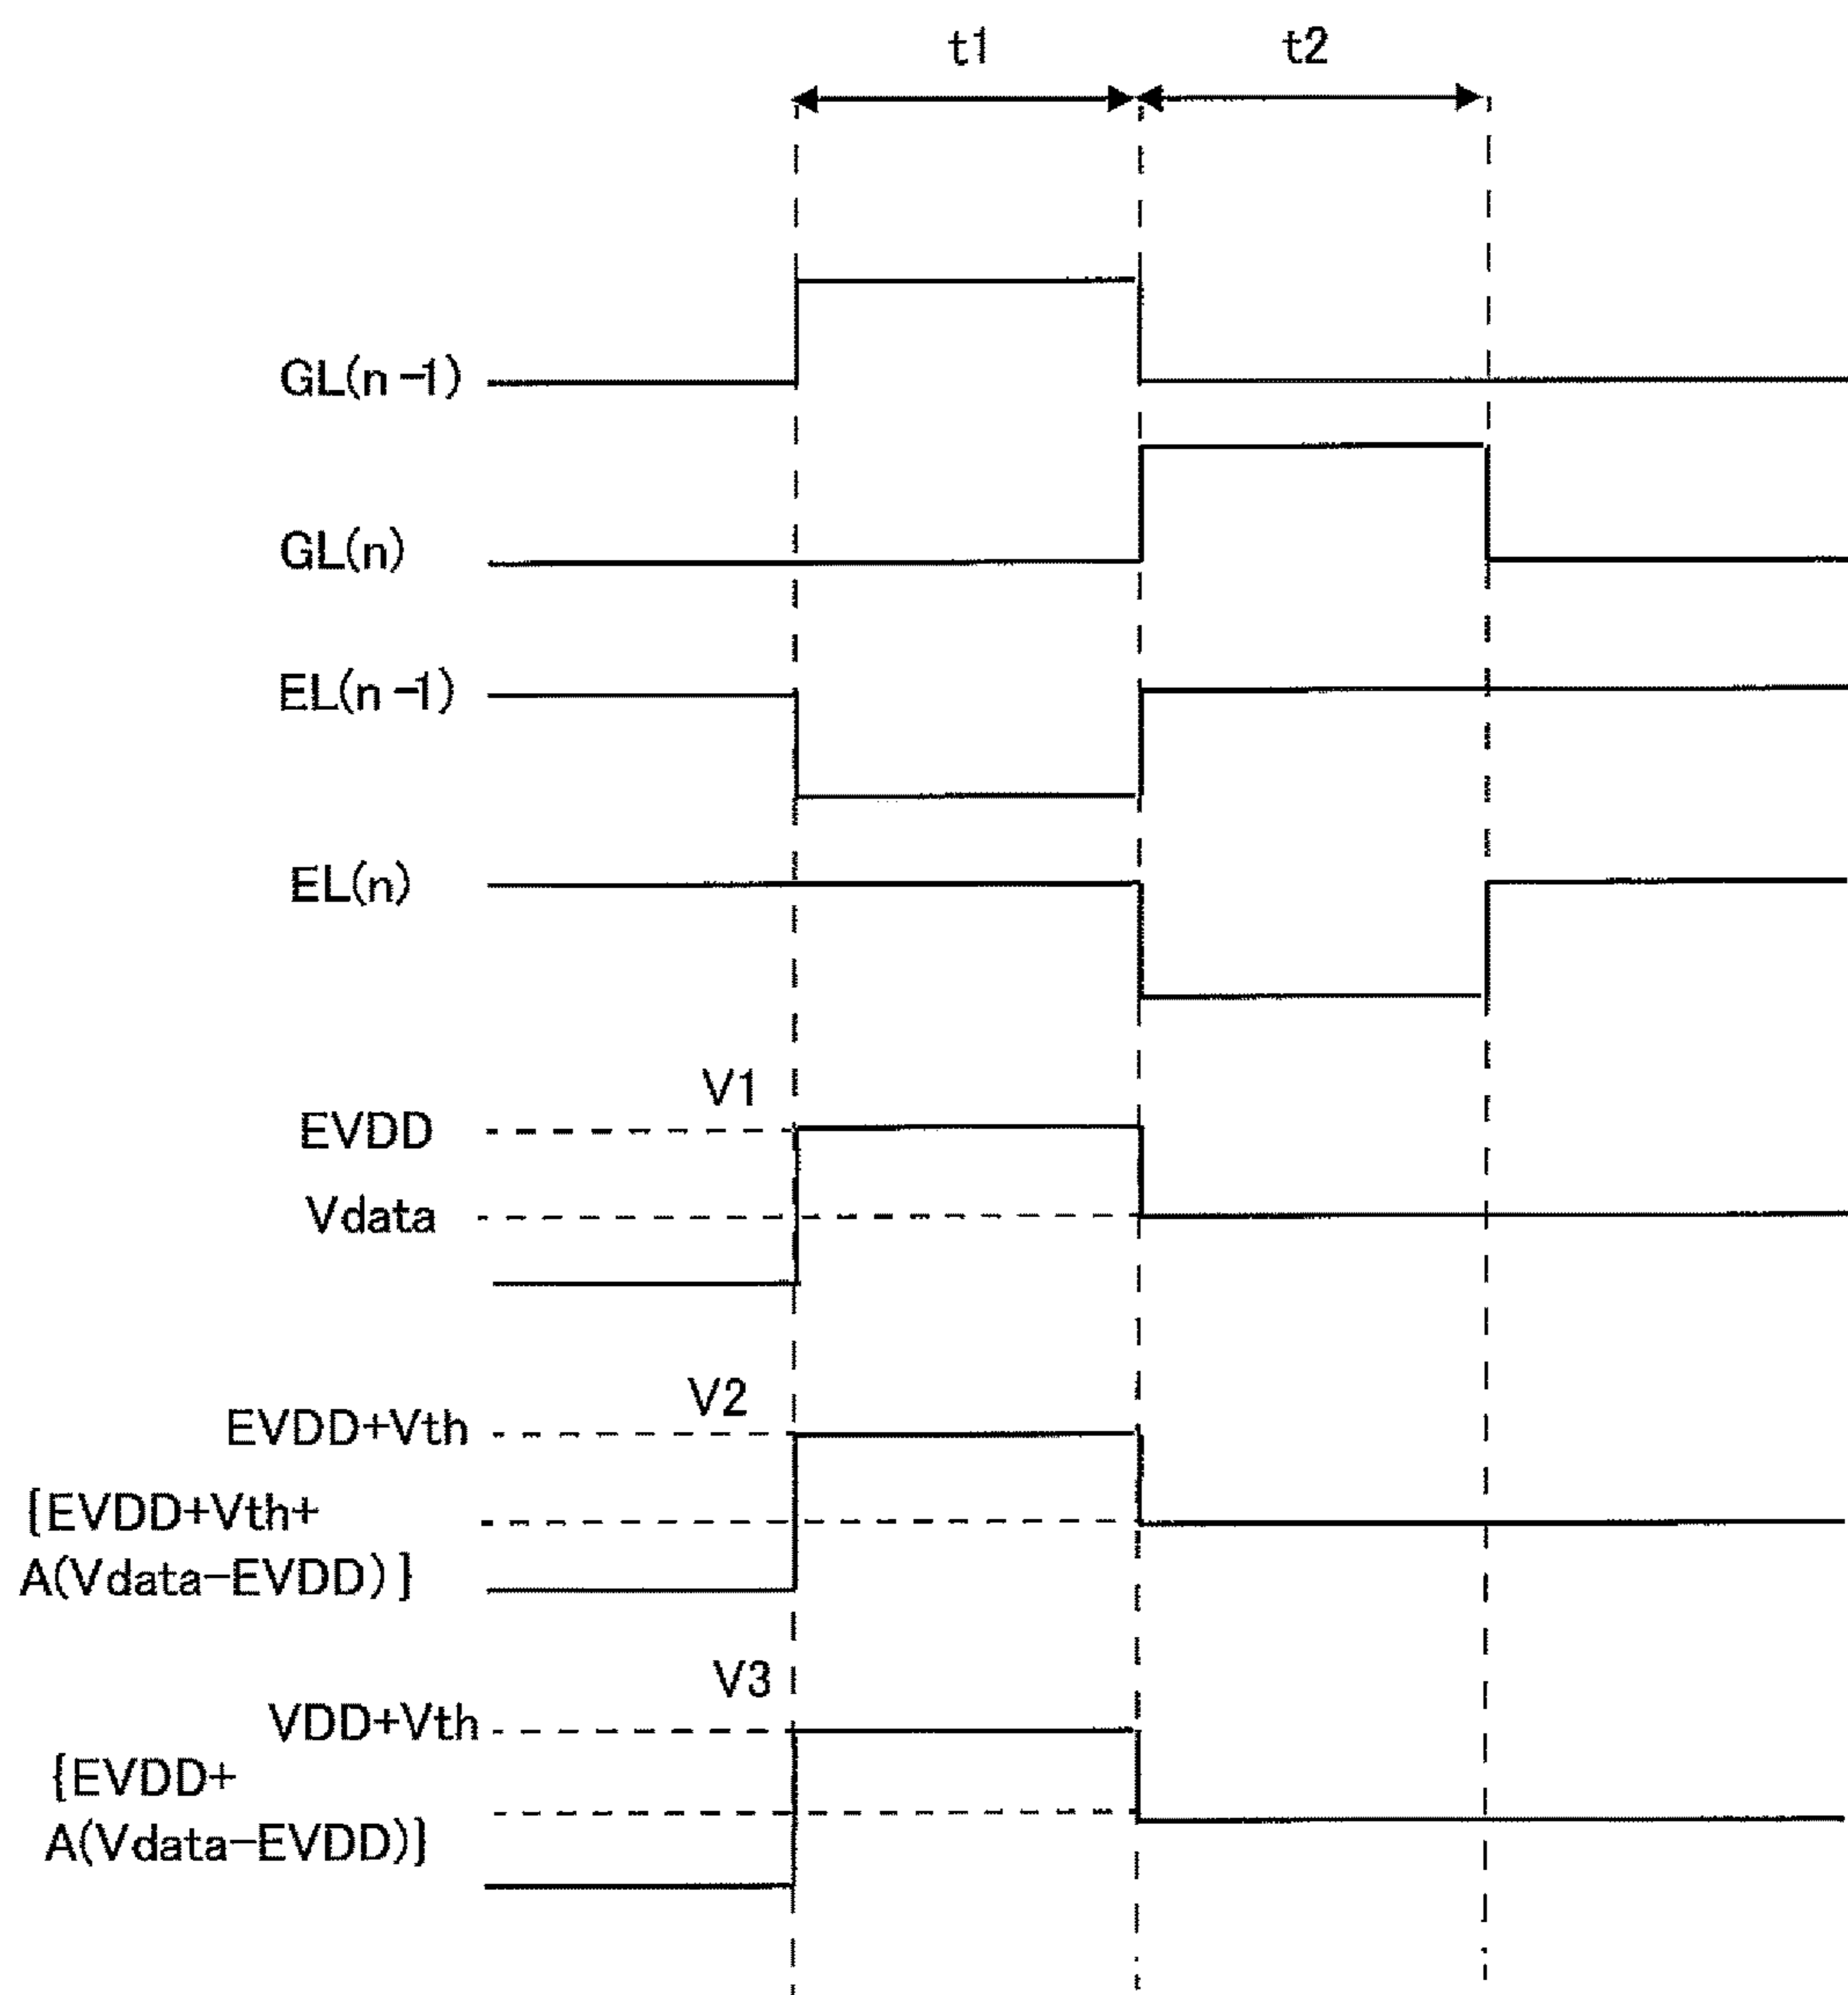 t1 t2
GL(n-1)
GL(n)
EL(n-1)
EL(n)
V1
EVDD
Vdata
V2
EVDD+Vth
[EVDD+Vth+
A(Vdata-EVDD)]
V3
VDD+Vth
{EVDD+
A(Vdata-EVDD)}